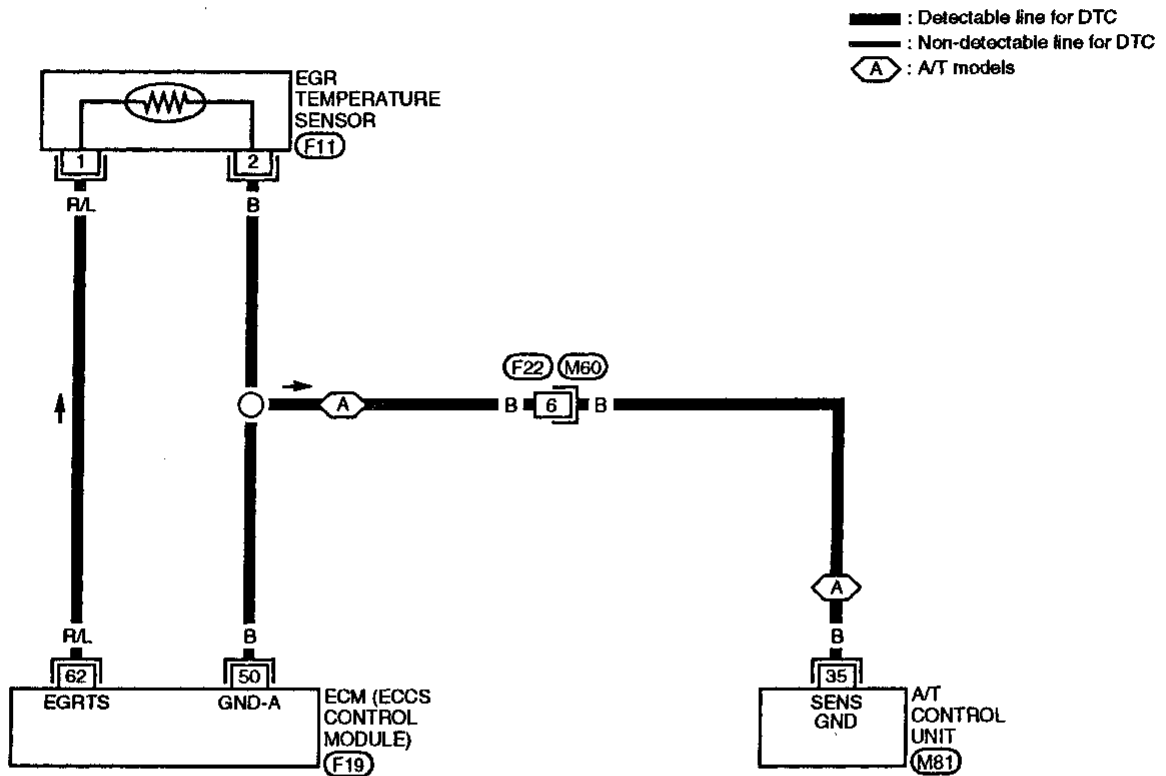 : Detectable line for DTC
: Non-detectable line for DTC
A : A/T models
EGR
TEMPERATURE
SENSOR
F11
1 2
R/L B
F22 M60
A B 6 B
A
R/L B B
62 50 35
EGRTS GND-A
ECM (ECCS
CONTROL
MODULE)
F19
SENS
GND
A/T
CONTROL
UNIT
M81